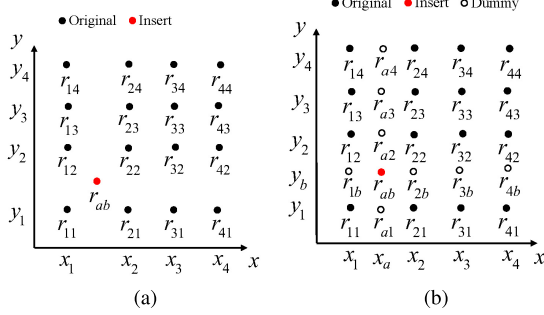 Original Insert
y
y4
r14 r24 r34 r44
y3
r13 r23 r33 r43
y2
r12 r22 r32 r42
rab
y1
r11 r21 r31 r41
x1 x2 x3 x4 x
(a)
Original Insert Dummy
y
y4
r14 ra4 r24 r34 r44
y3
r13 ra3 r23 r33 r43
y2
r12 ra2 r22 r32 r42
yb
r1b rab r2b r3b r4b
y1
r11 ra1 r21 r31 r41
x1 xa x2 x3 x4 x
(b)